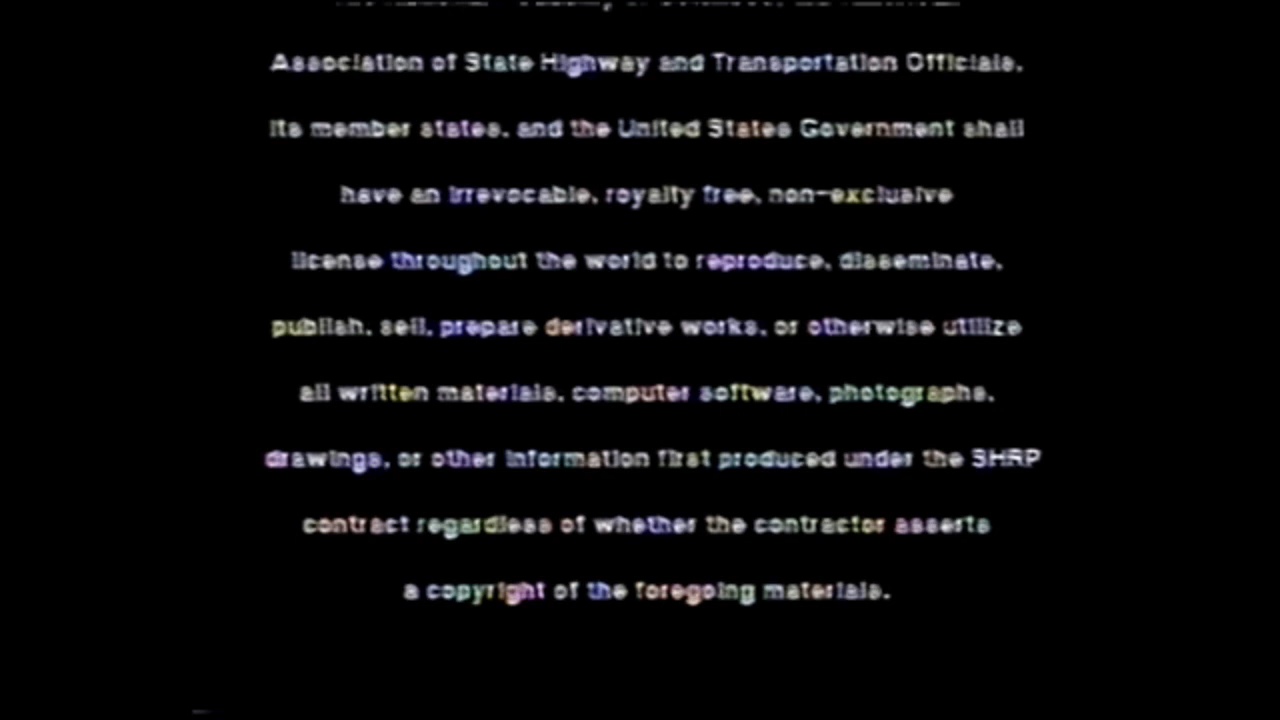 Association of State Highway and Transportation Officials,
its member states, and the United States Government shall
have an irrevocable, royalty free, non-exclusive
license throughout the world to reproduce, disseminate,
publish, sell, prepare derivative works, or otherwise utilize
all written materials, computer software, photographs,
drawings, or other information first produced under the SHRP
contract regardless of whether the contractor asserts
a copyright of the foregoing materials.